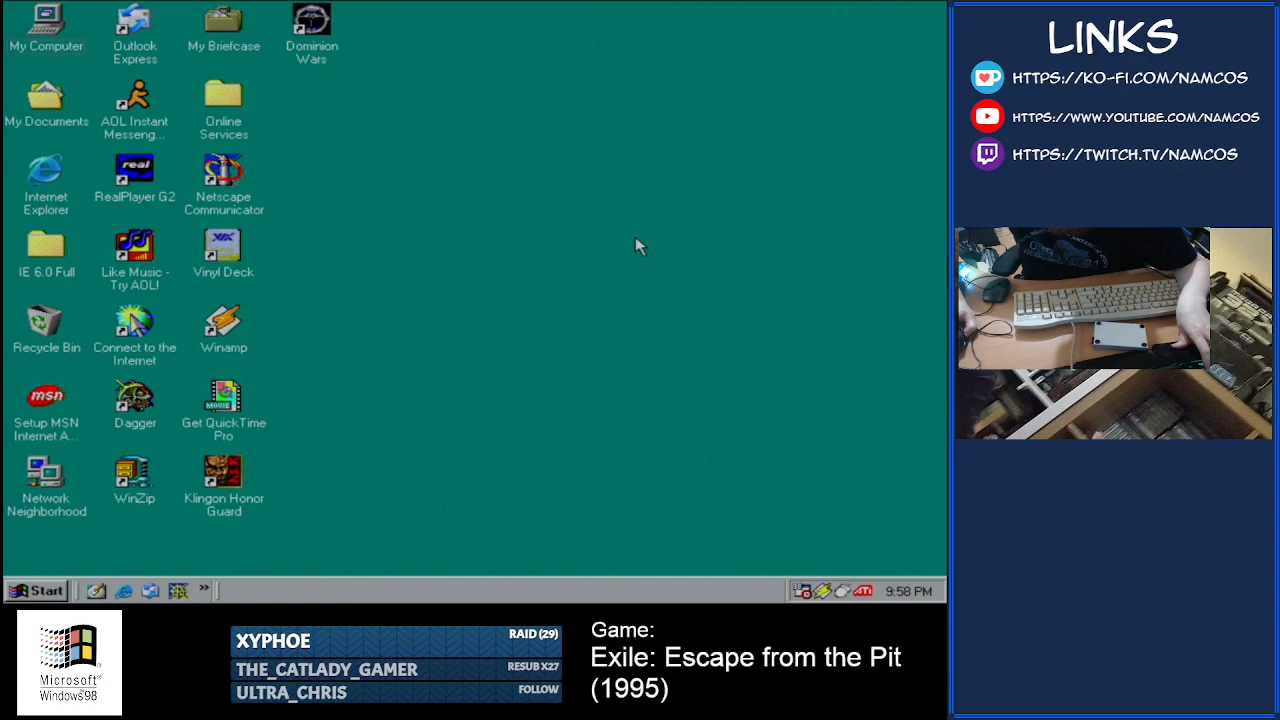 My Computer
Outlook
Express
My Briefcase
Dominion
Wars
My Documents
AOL Instant
Messeng...
Online
Services
real
Internet
Explorer
RealPlayer G2
Netscape
Communicator
IE 6.0 Full
Like Music -
Try AOL!
Vinyl Deck
Recycle Bin
Connect to the
Internet
Winamp
msn
MOVIE
Setup MSN
Internet A...
Dagger
Get QuickTime
Pro
Network
Neighborhood
WinZip
Klingon Honor
Guard
Start
»
ATI
9:58 PM
LINKS
HTTPS://KO-FI.COM/NAMCOS
HTTPS://WWW.YOUTUBE.COM/NAMCOS
HTTPS://TWITCH.TV/NAMCOS
Microsoft
Windows98
XYPHOE RAID (29)
THE_CATLADY_GAMER RESUB X27
ULTRA_CHRIS FOLLOW
Game:
Exile: Escape from the Pit
(1995)